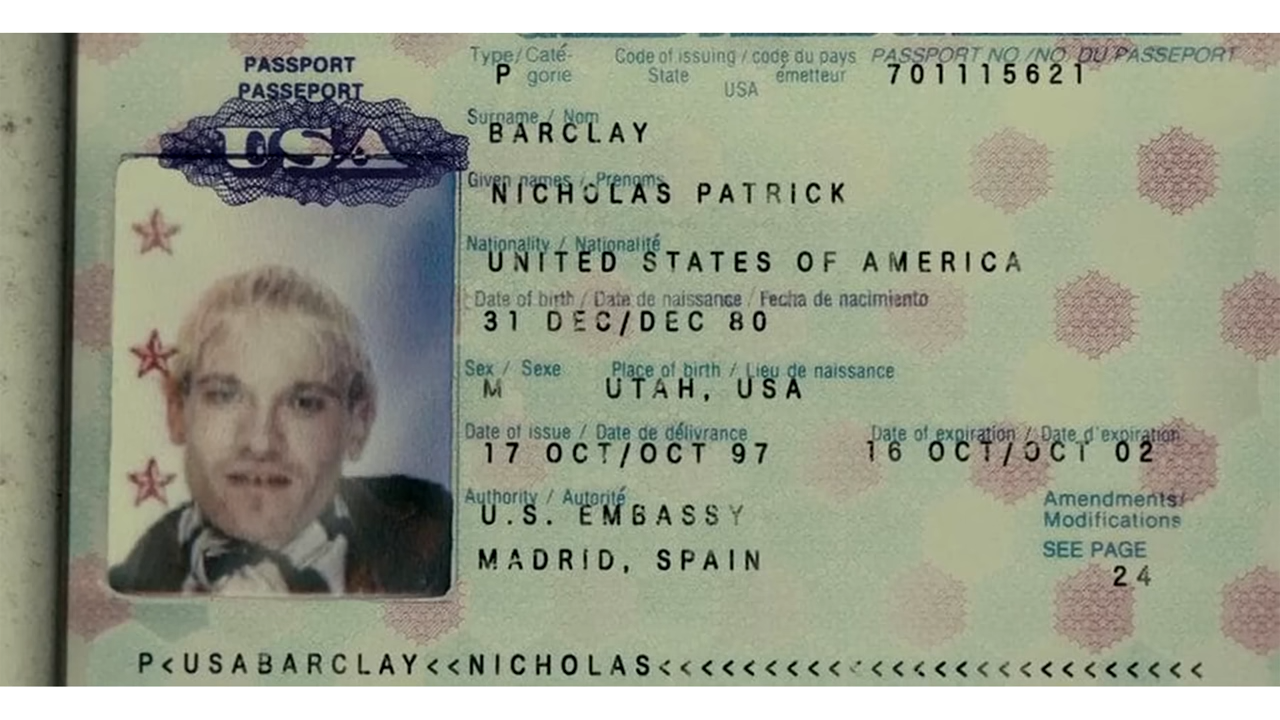 PASSPORT
PASSEPORT
USA
Type/Caté-
gorie
P
Code of issuing / code du pays
State émetteur
USA
PASSPORT NO./NO. DU PASSEPORT
701115621
Surname / Nom
BARCLAY
Given names / Prenoms
NICHOLAS PATRICK
Nationality / Nationalité
UNITED STATES OF AMERICA
Date of birth / Date de naissance / Fecha de nacimiento
31 DEC/DEC 80
Sex / Sexe
M
Place of birth / Lieu de naissance
UTAH, USA
Date of issue / Date de délivrance
17 OCT/OCT 97
Date of expiration / Date d'expiration
16 OCT/OCT 02
Authority / Autorité
U.S. EMBASSY
MADRID, SPAIN
Amendments/
Modifications
SEE PAGE
24
P<USABARCLAY<<NICHOLAS<<<<<<<<<<<<<<<<<<<<<<<<<<